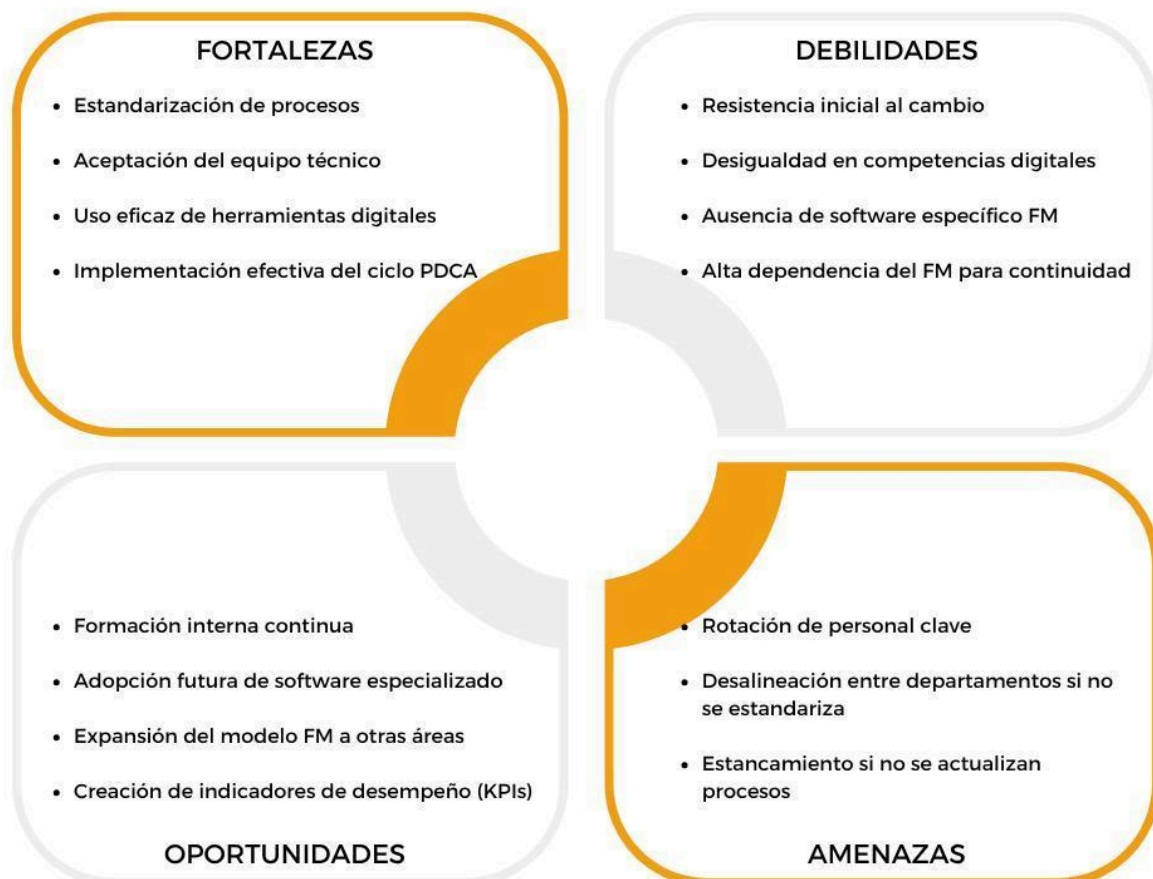 FORTALEZAS
• Estandarización de procesos
• Aceptación del equipo técnico
• Uso eficaz de herramientas digitales
• Implementación efectiva del ciclo PDCA
DEBILIDADES
• Resistencia inicial al cambio
• Desigualdad en competencias digitales
• Ausencia de software específico FM
• Alta dependencia del FM para continuidad
• Formación interna continua
• Adopción futura de software especializado
• Expansión del modelo FM a otras áreas
• Creación de indicadores de desempeño (KPIs)
OPORTUNIDADES
• Rotación de personal clave
• Desalineación entre departamentos si no
se estandariza
• Estancamiento si no se actualizan
procesos
AMENAZAS